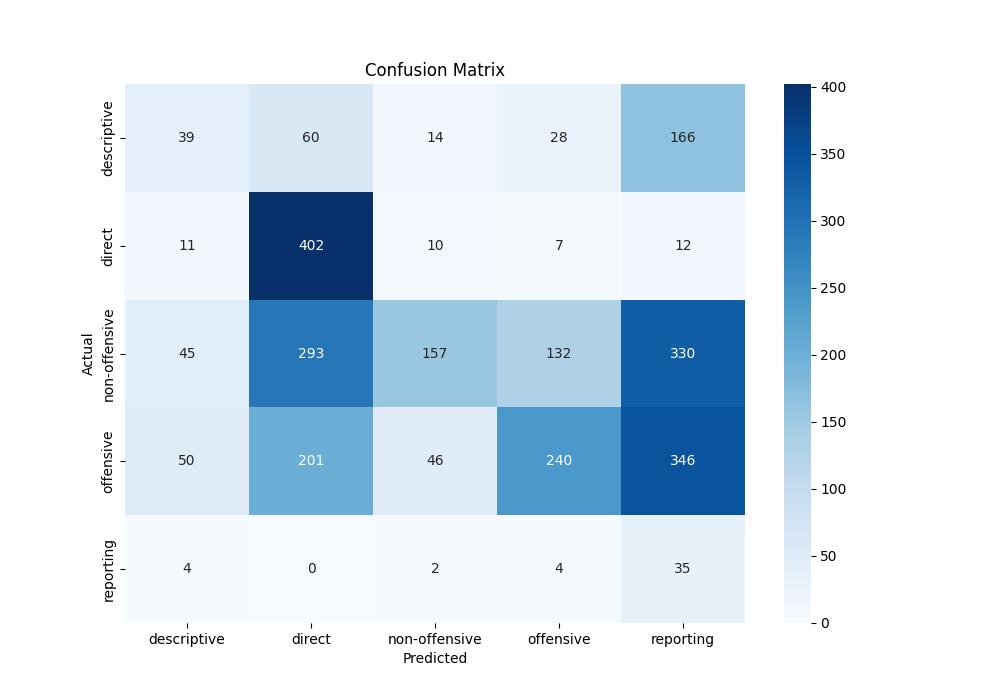 Confusion Matrix
Actual
descriptive 39 60 14 28 166
direct 11 402 10 7 12
non-offensive 45 293 157 132 330
offensive 50 201 46 240 346
reporting 4 0 2 4 35
descriptive direct non-offensive offensive reporting
Predicted
400
350
300
250
200
150
100
50
0